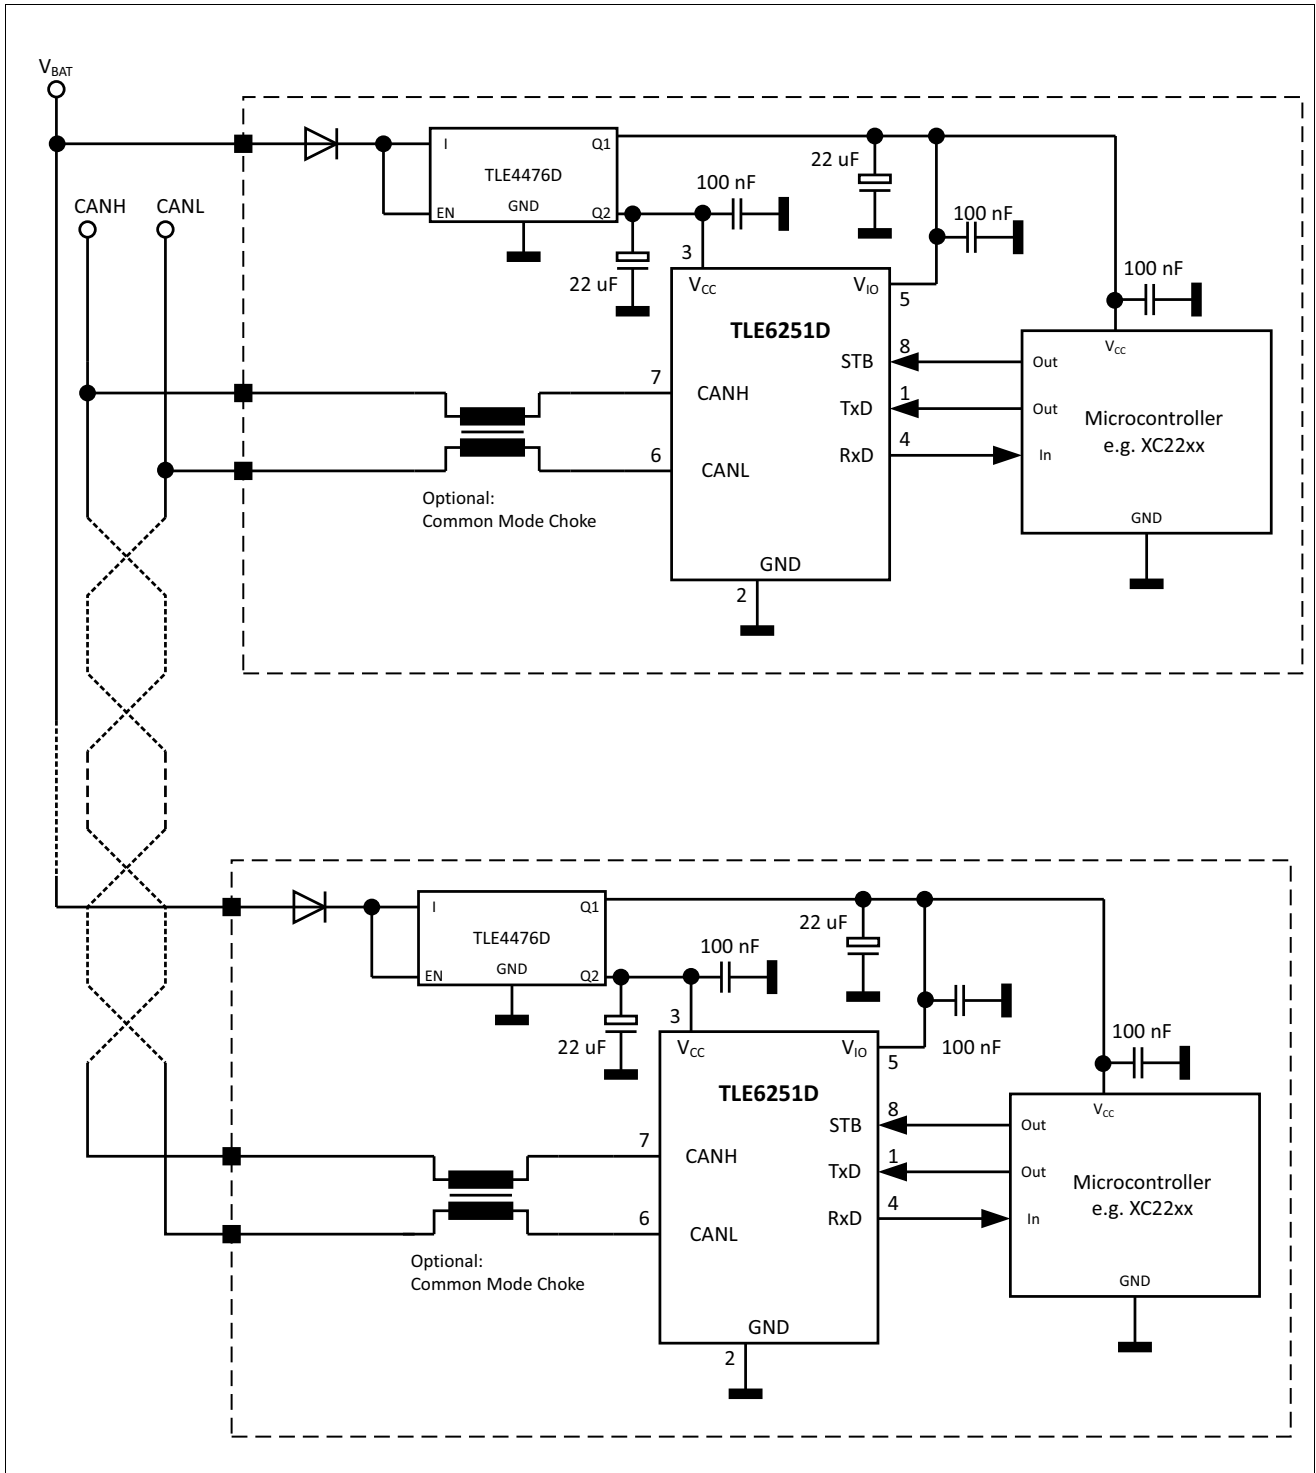 VBAT
CANH
CANL
I
EN
TLE4476D
GND
Q1
Q2
22 uF
100 nF
22 uF
100 nF
100 nF
3
VCC
VIO
5
TLE6251D
7
CANH
6
CANL
STB
8
TxD
1
RxD
4
GND
2
VCC
Out
Out
In
Microcontroller
e.g. XC22xx
GND
Optional:
Common Mode Choke
I
EN
TLE4476D
GND
Q1
Q2
22 uF
100 nF
22 uF
100 nF
100 nF
3
VCC
VIO
5
TLE6251D
7
CANH
6
CANL
STB
8
TxD
1
RxD
4
GND
2
VCC
Out
Out
In
Microcontroller
e.g. XC22xx
GND
Optional:
Common Mode Choke